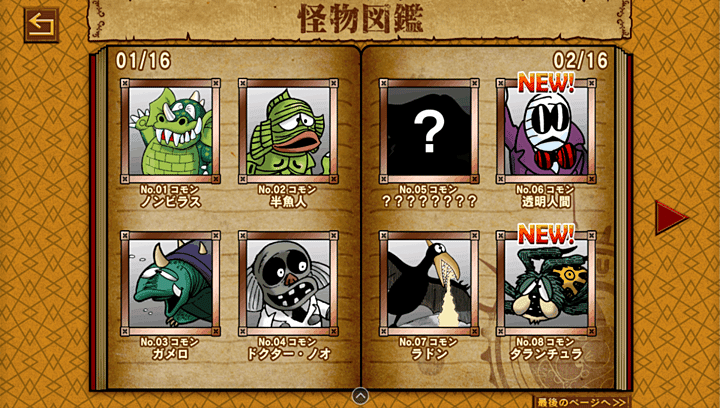 怪物図鑑
01/16
02/16
No.01 コモン
ノンビラス
No.02 コモン
半魚人
No.05 コモン
?
????????
NEW!
No.06 コモン
透明人間
No.03 コモン
ガメロ
No.04 コモン
ドクター・ノオ
No.07 コモン
ラドン
NEW!
No.08 コモン
タランチュラ
最後のページへ>>